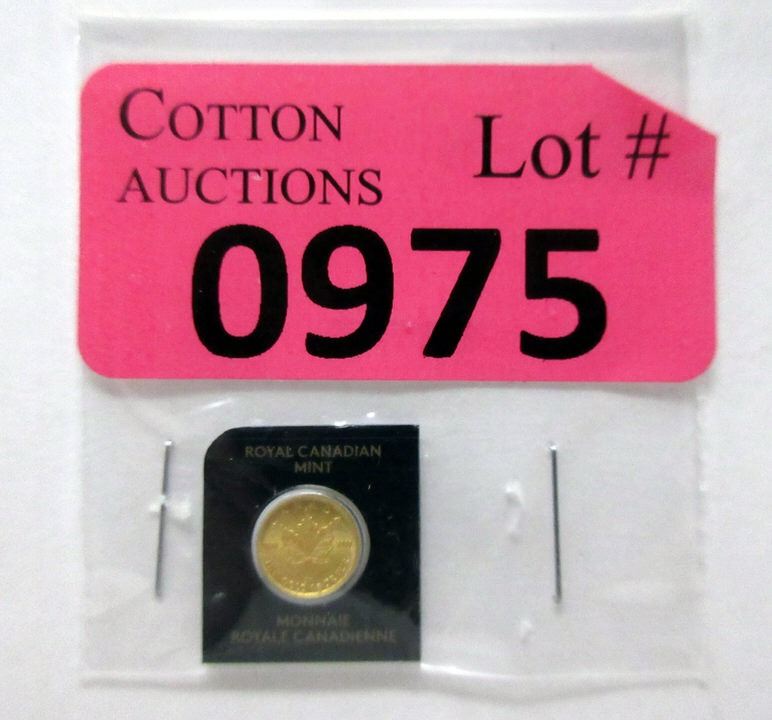 COTTON
AUCTIONS
Lot #
0975
ROYAL CANADIAN
MINT
MONNAIE
ROYALE CANADIENNE